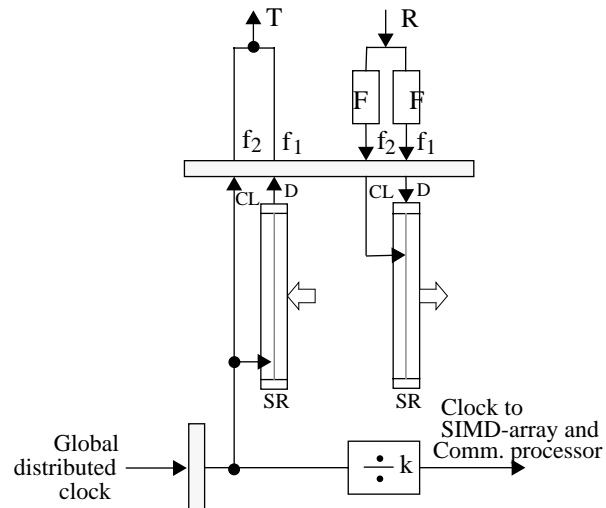 T R
F F
f2 f1 f2 f1
CL D CL D
SR SR
Clock to
Global SIMD-array and
distributed ÷ k Comm. processor
clock